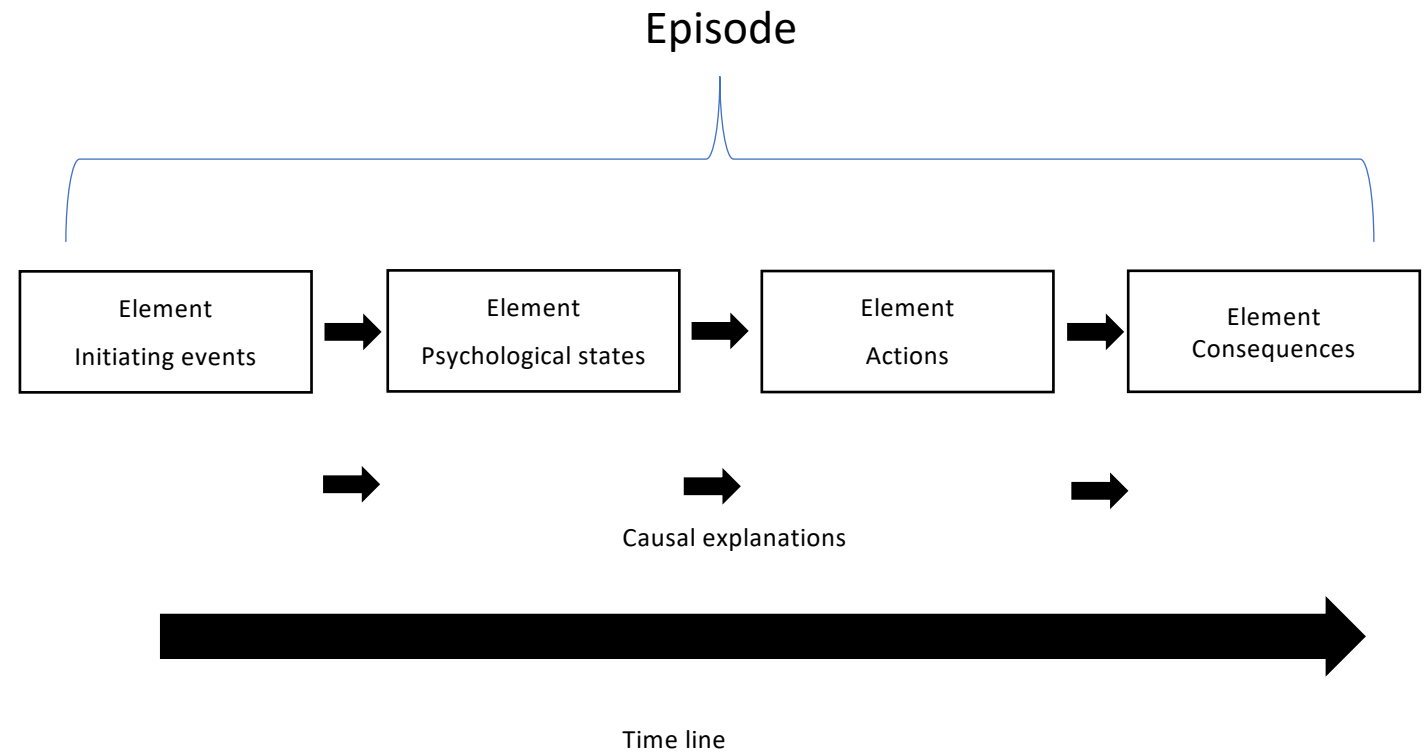 Episode
Element
Initiating events
Element
Psychological states
Element
Actions
Element
Consequences
Causal explanations
Time line